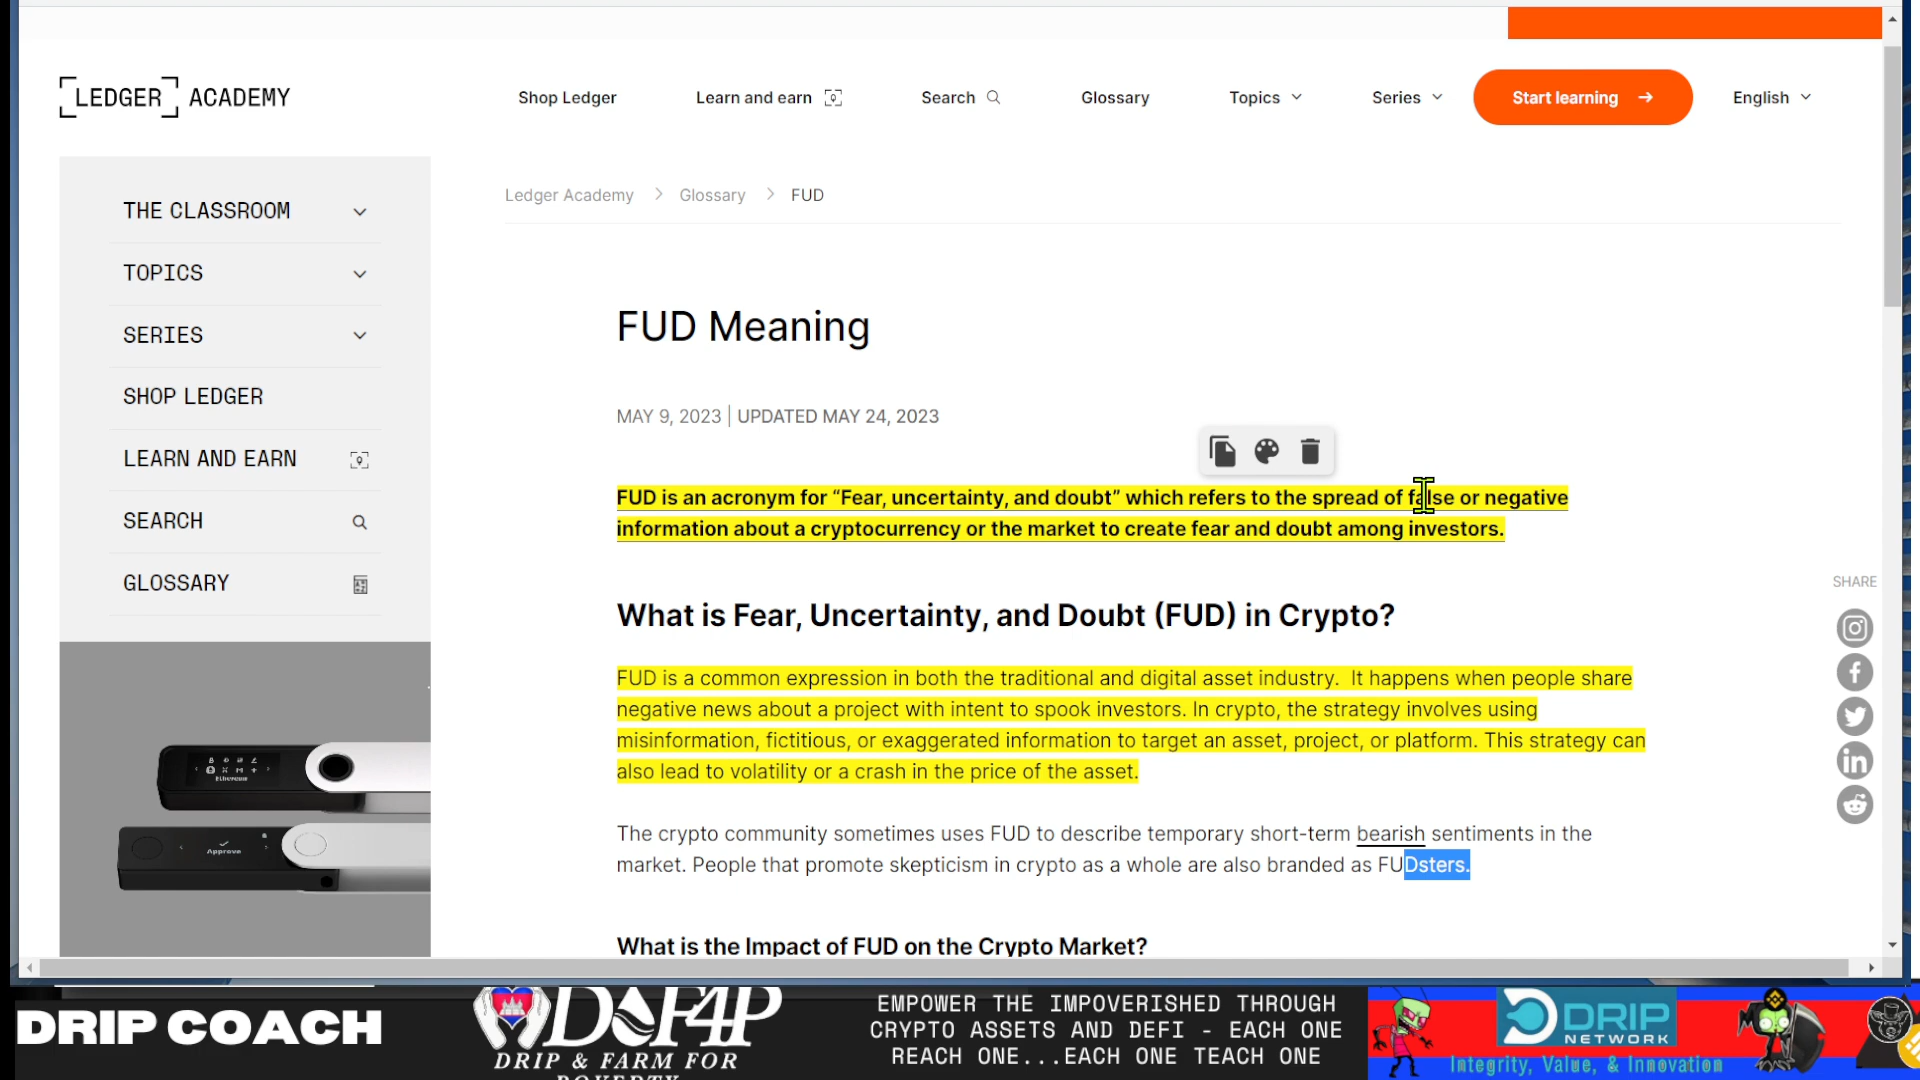 LEDGER ACADEMY
Shop Ledger
Learn and earn
Search
Glossary
Topics
Series
Start learning
English
THE CLASSROOM
TOPICS
SERIES
SHOP LEDGER
LEARN AND EARN
SEARCH
GLOSSARY
Ethereum
Approve
Ledger Academy > Glossary > FUD
FUD Meaning
MAY 9, 2023 | UPDATED MAY 24, 2023
FUD is an acronym for “Fear, uncertainty, and doubt” which refers to the spread of false or negative
information about a cryptocurrency or the market to create fear and doubt among investors.
What is Fear, Uncertainty, and Doubt (FUD) in Crypto?
FUD is a common expression in both the traditional and digital asset industry. It happens when people share
negative news about a project with intent to spook investors. In crypto, the strategy involves using
misinformation, fictitious, or exaggerated information to target an asset, project, or platform. This strategy can
also lead to volatility or a crash in the price of the asset.
The crypto community sometimes uses FUD to describe temporary short-term bearish sentiments in the
market. People that promote skepticism in crypto as a whole are also branded as FUDsters.
What is the Impact of FUD on the Crypto Market?
SHARE
DRIP COACH
D&F4P
DRIP & FARM FOR
POVERTY
EMPOWER THE IMPOVERISHED THROUGH
CRYPTO ASSETS AND DEFI - EACH ONE
REACH ONE...EACH ONE TEACH ONE
DRIP
NETWORK
Integrity, Value, & Innovation